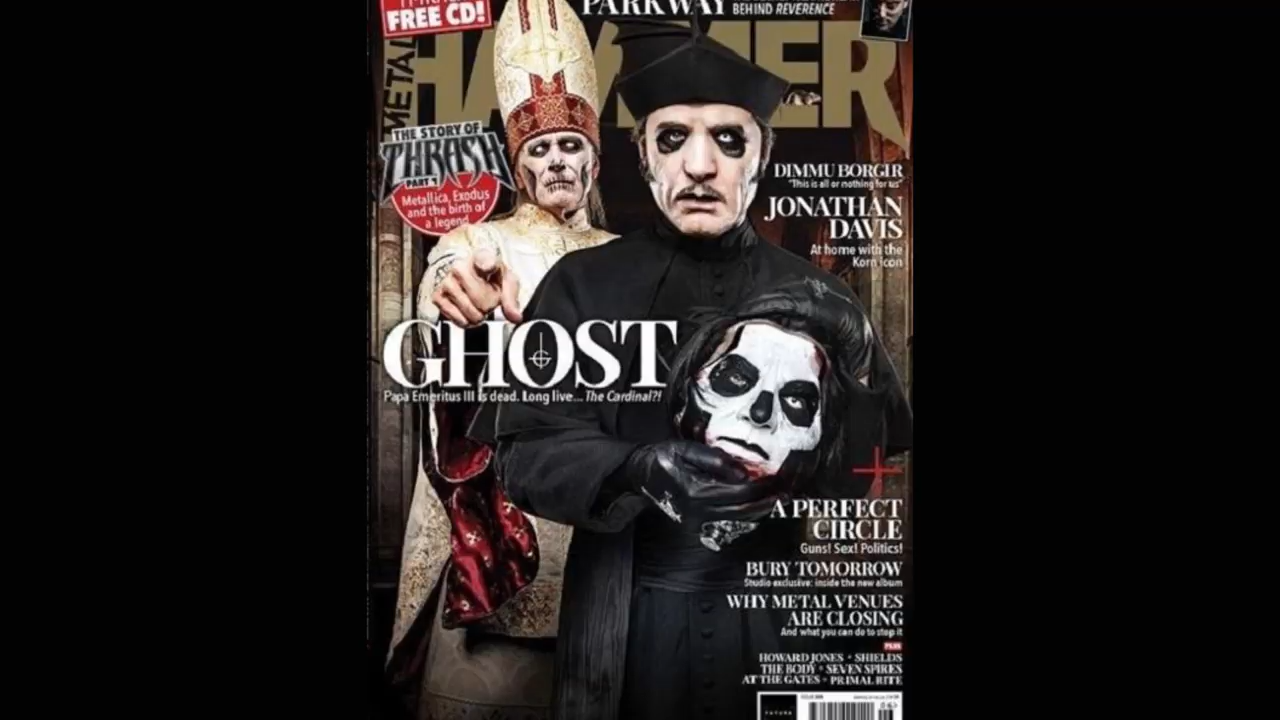 FREE CD!
PARKWAY
BEHIND REVERENCE
METAL
HAMMER
THE STORY OF
THRASH
PART 1
Metallica, Exodus
and the birth of
a legend
DIMMU BORGIR
"This is all or nothing for us"
JONATHAN
DAVIS
At home with the
Korn icon
GHOST
Papa Emeritus III is dead. Long live... The Cardinal?!
A PERFECT
CIRCLE
Guns! Sex! Politics!
BURY TOMORROW
Studio exclusive: inside the new album
WHY METAL VENUES
ARE CLOSING
And what you can do to stop it
PLUS
HOWARD JONES + SHIELDS
THE BODY + SEVEN SPIRES
AT THE GATES + PRIMAL RITE
FUTURE